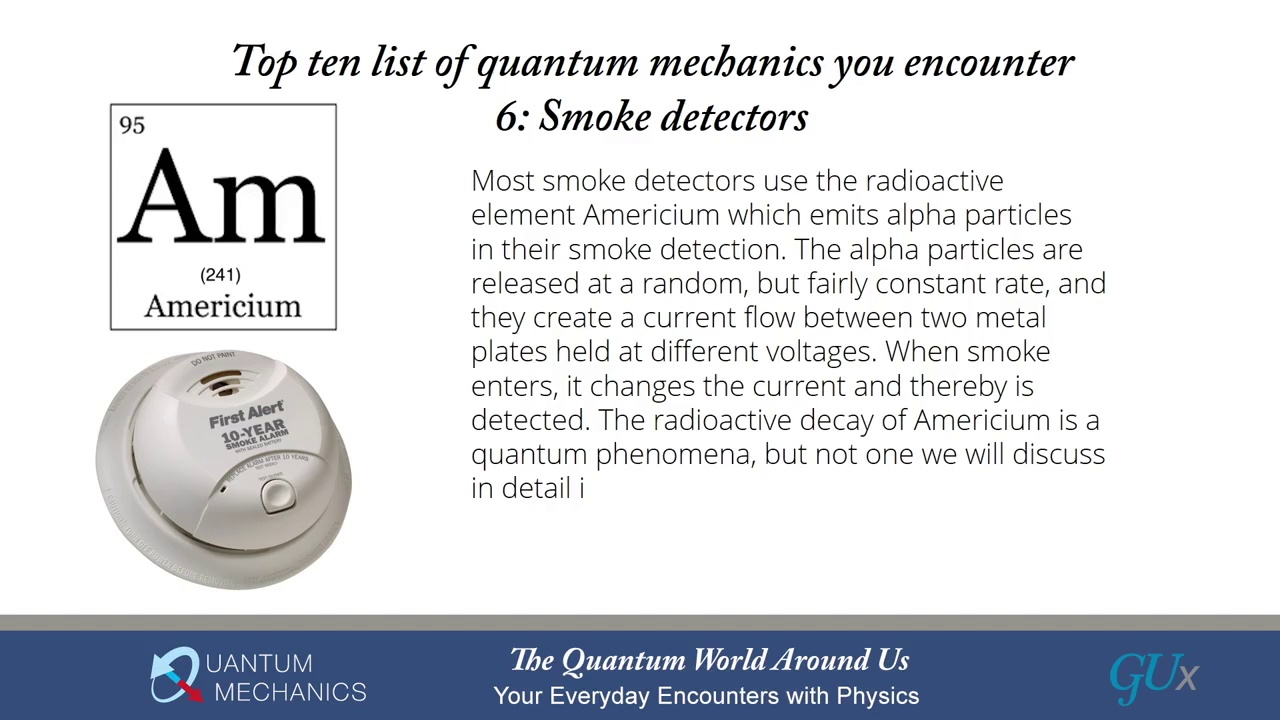 Top ten list of quantum mechanics you encounter
6: Smoke detectors
95
Am
(241)
Americium
Most smoke detectors use the radioactive
element Americium which emits alpha particles
in their smoke detection. The alpha particles are
released at a random, but fairly constant rate, and
they create a current flow between two metal
plates held at different voltages. When smoke
enters, it changes the current and thereby is
detected. The radioactive decay of Americium is a
quantum phenomena, but not one we will discuss
in detail i
DO NOT PAINT
First Alert
10-YEAR
SMOKE ALARM
WITH SEALED BATTERY
REPLACE ALARM AFTER 10 YEARS
QUANTUM
MECHANICS
The Quantum World Around Us
Your Everyday Encounters with Physics
GUx